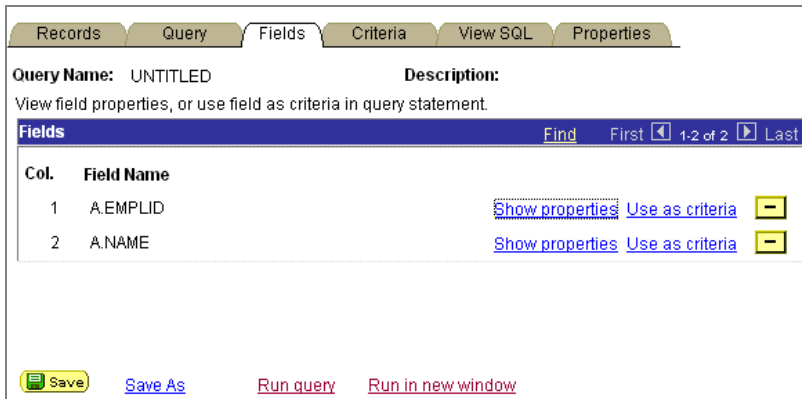 Records Query Fields Criteria View SQL Properties
Query Name: UNTITLED Description:
View field properties, or use field as criteria in query statement.
Fields Find First 1-2 of 2 Last
Col. Field Name
1 A.EMPLID Show properties Use as criteria
2 A.NAME Show properties Use as criteria
Save Save As Run query Run in new window